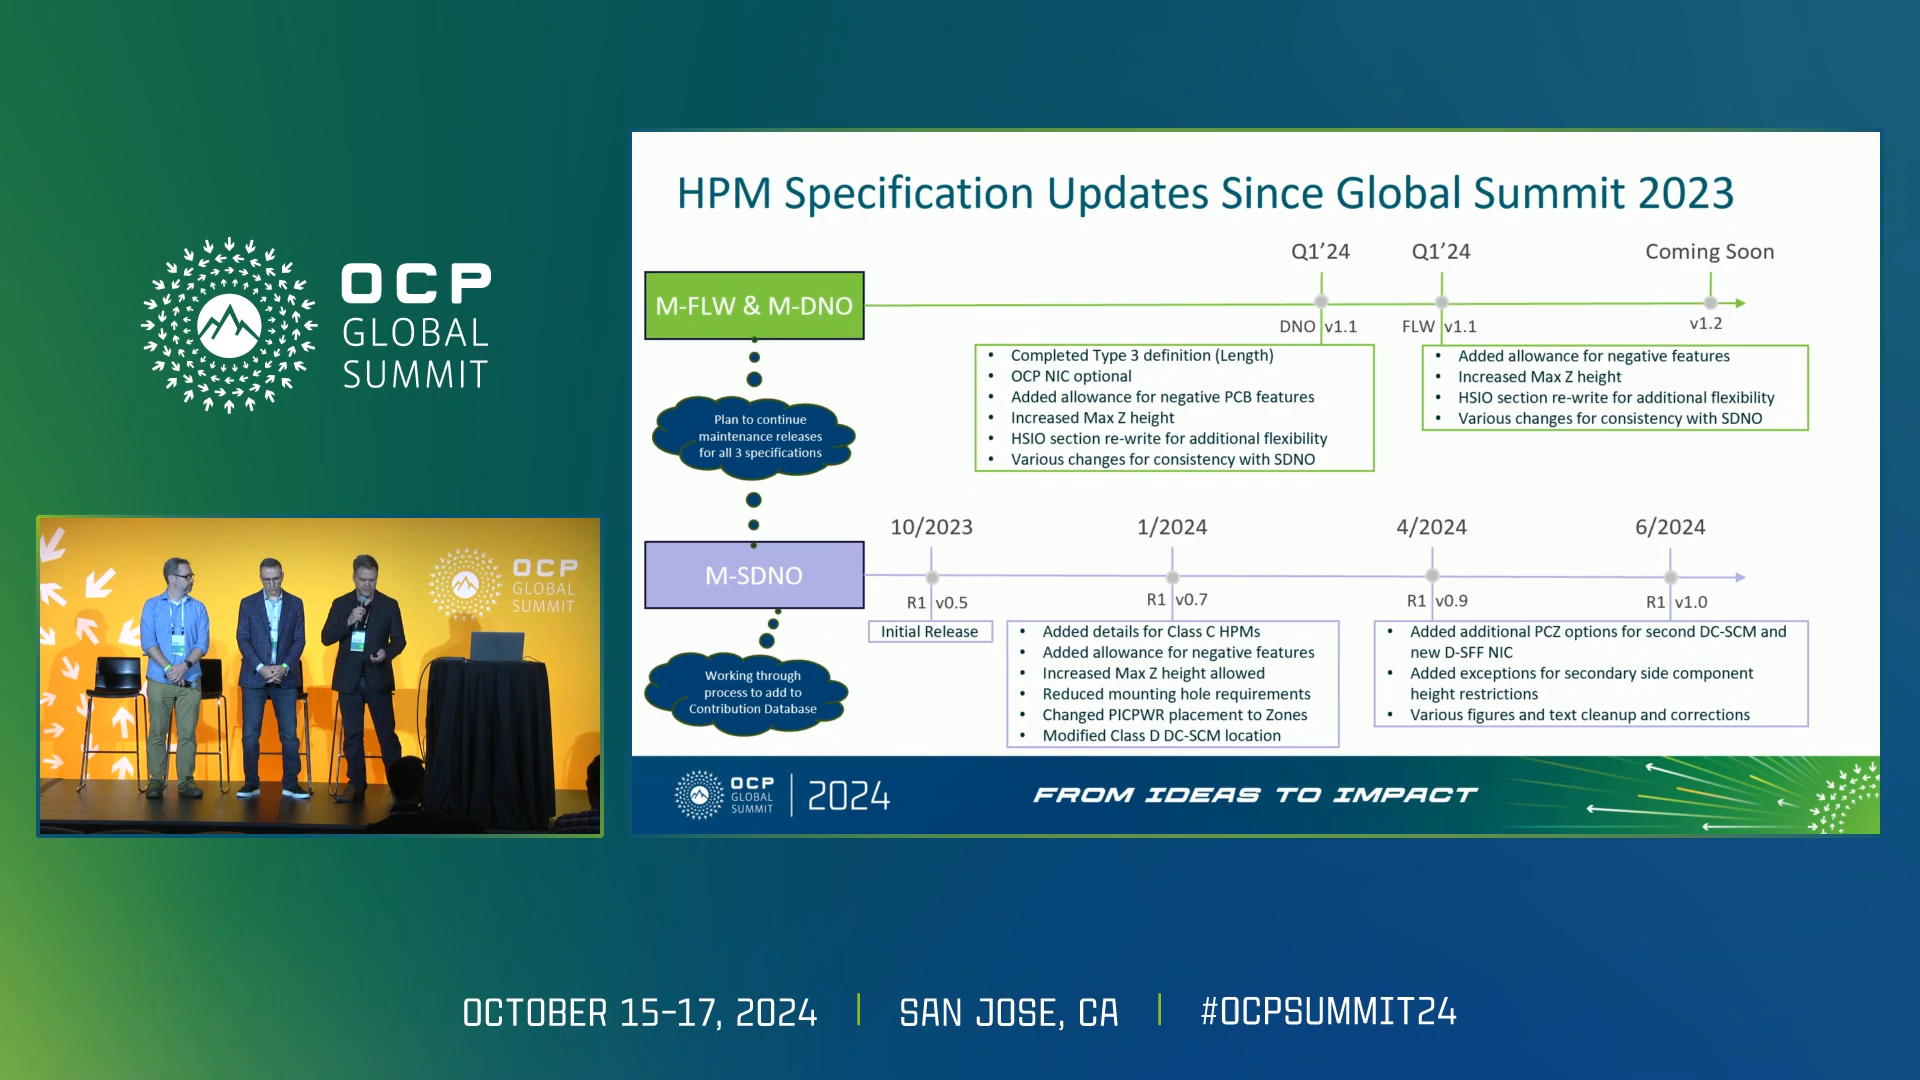 OCP
GLOBAL
SUMMIT
OCP
GLOBAL
SUMMIT
HPM Specification Updates Since Global Summit 2023
Q1’24
Q1’24
Coming Soon
M-FLW & M-DNO
DNO v1.1
FLW v1.1
v1.2
• Completed Type 3 definition (Length)
• OCP NIC optional
• Added allowance for negative PCB features
• Increased Max Z height
• HSIO section re-write for additional flexibility
• Various changes for consistency with SDNO
• Added allowance for negative features
• Increased Max Z height
• HSIO section re-write for additional flexibility
• Various changes for consistency with SDNO
Plan to continue
maintenance releases
for all 3 specifications
10/2023
1/2024
4/2024
6/2024
M-SDNO
R1 v0.5
R1 v0.7
R1 v0.9
R1 v1.0
Initial Release
• Added details for Class C HPMs
• Added allowance for negative features
• Increased Max Z height allowed
• Reduced mounting hole requirements
• Changed PICPWR placement to Zones
• Modified Class D DC-SCM location
• Added additional PCZ options for second DC-SCM and
new D-SFF NIC
• Added exceptions for secondary side component
height restrictions
• Various figures and text cleanup and corrections
Working through
process to add to
Contribution Database
OCP
GLOBAL
SUMMIT
2024
FROM IDEAS TO IMPACT
OCTOBER 15-17, 2024
SAN JOSE, CA
#OCPSUMMIT24